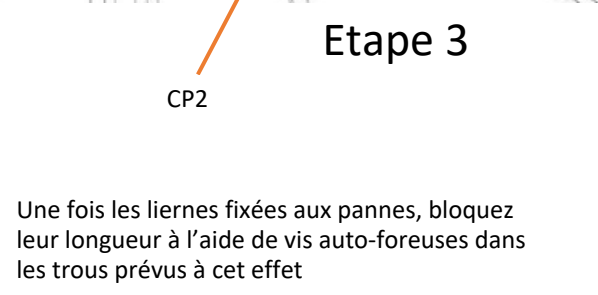 Etape 3
CP2
Une fois les liernes fixées aux pannes, bloquez
leur longueur à l’aide de vis auto-foreuses dans
les trous prévus à cet effet